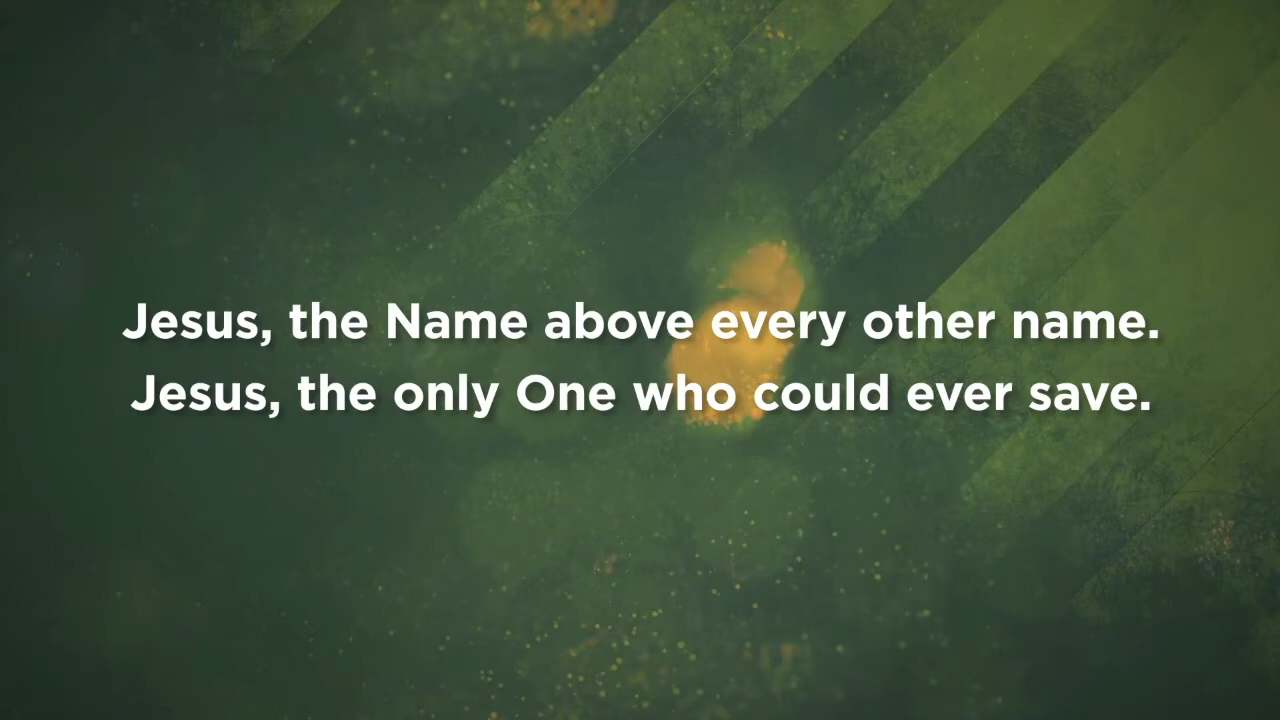 Jesus, the Name above every other name.
Jesus, the only One who could ever save.